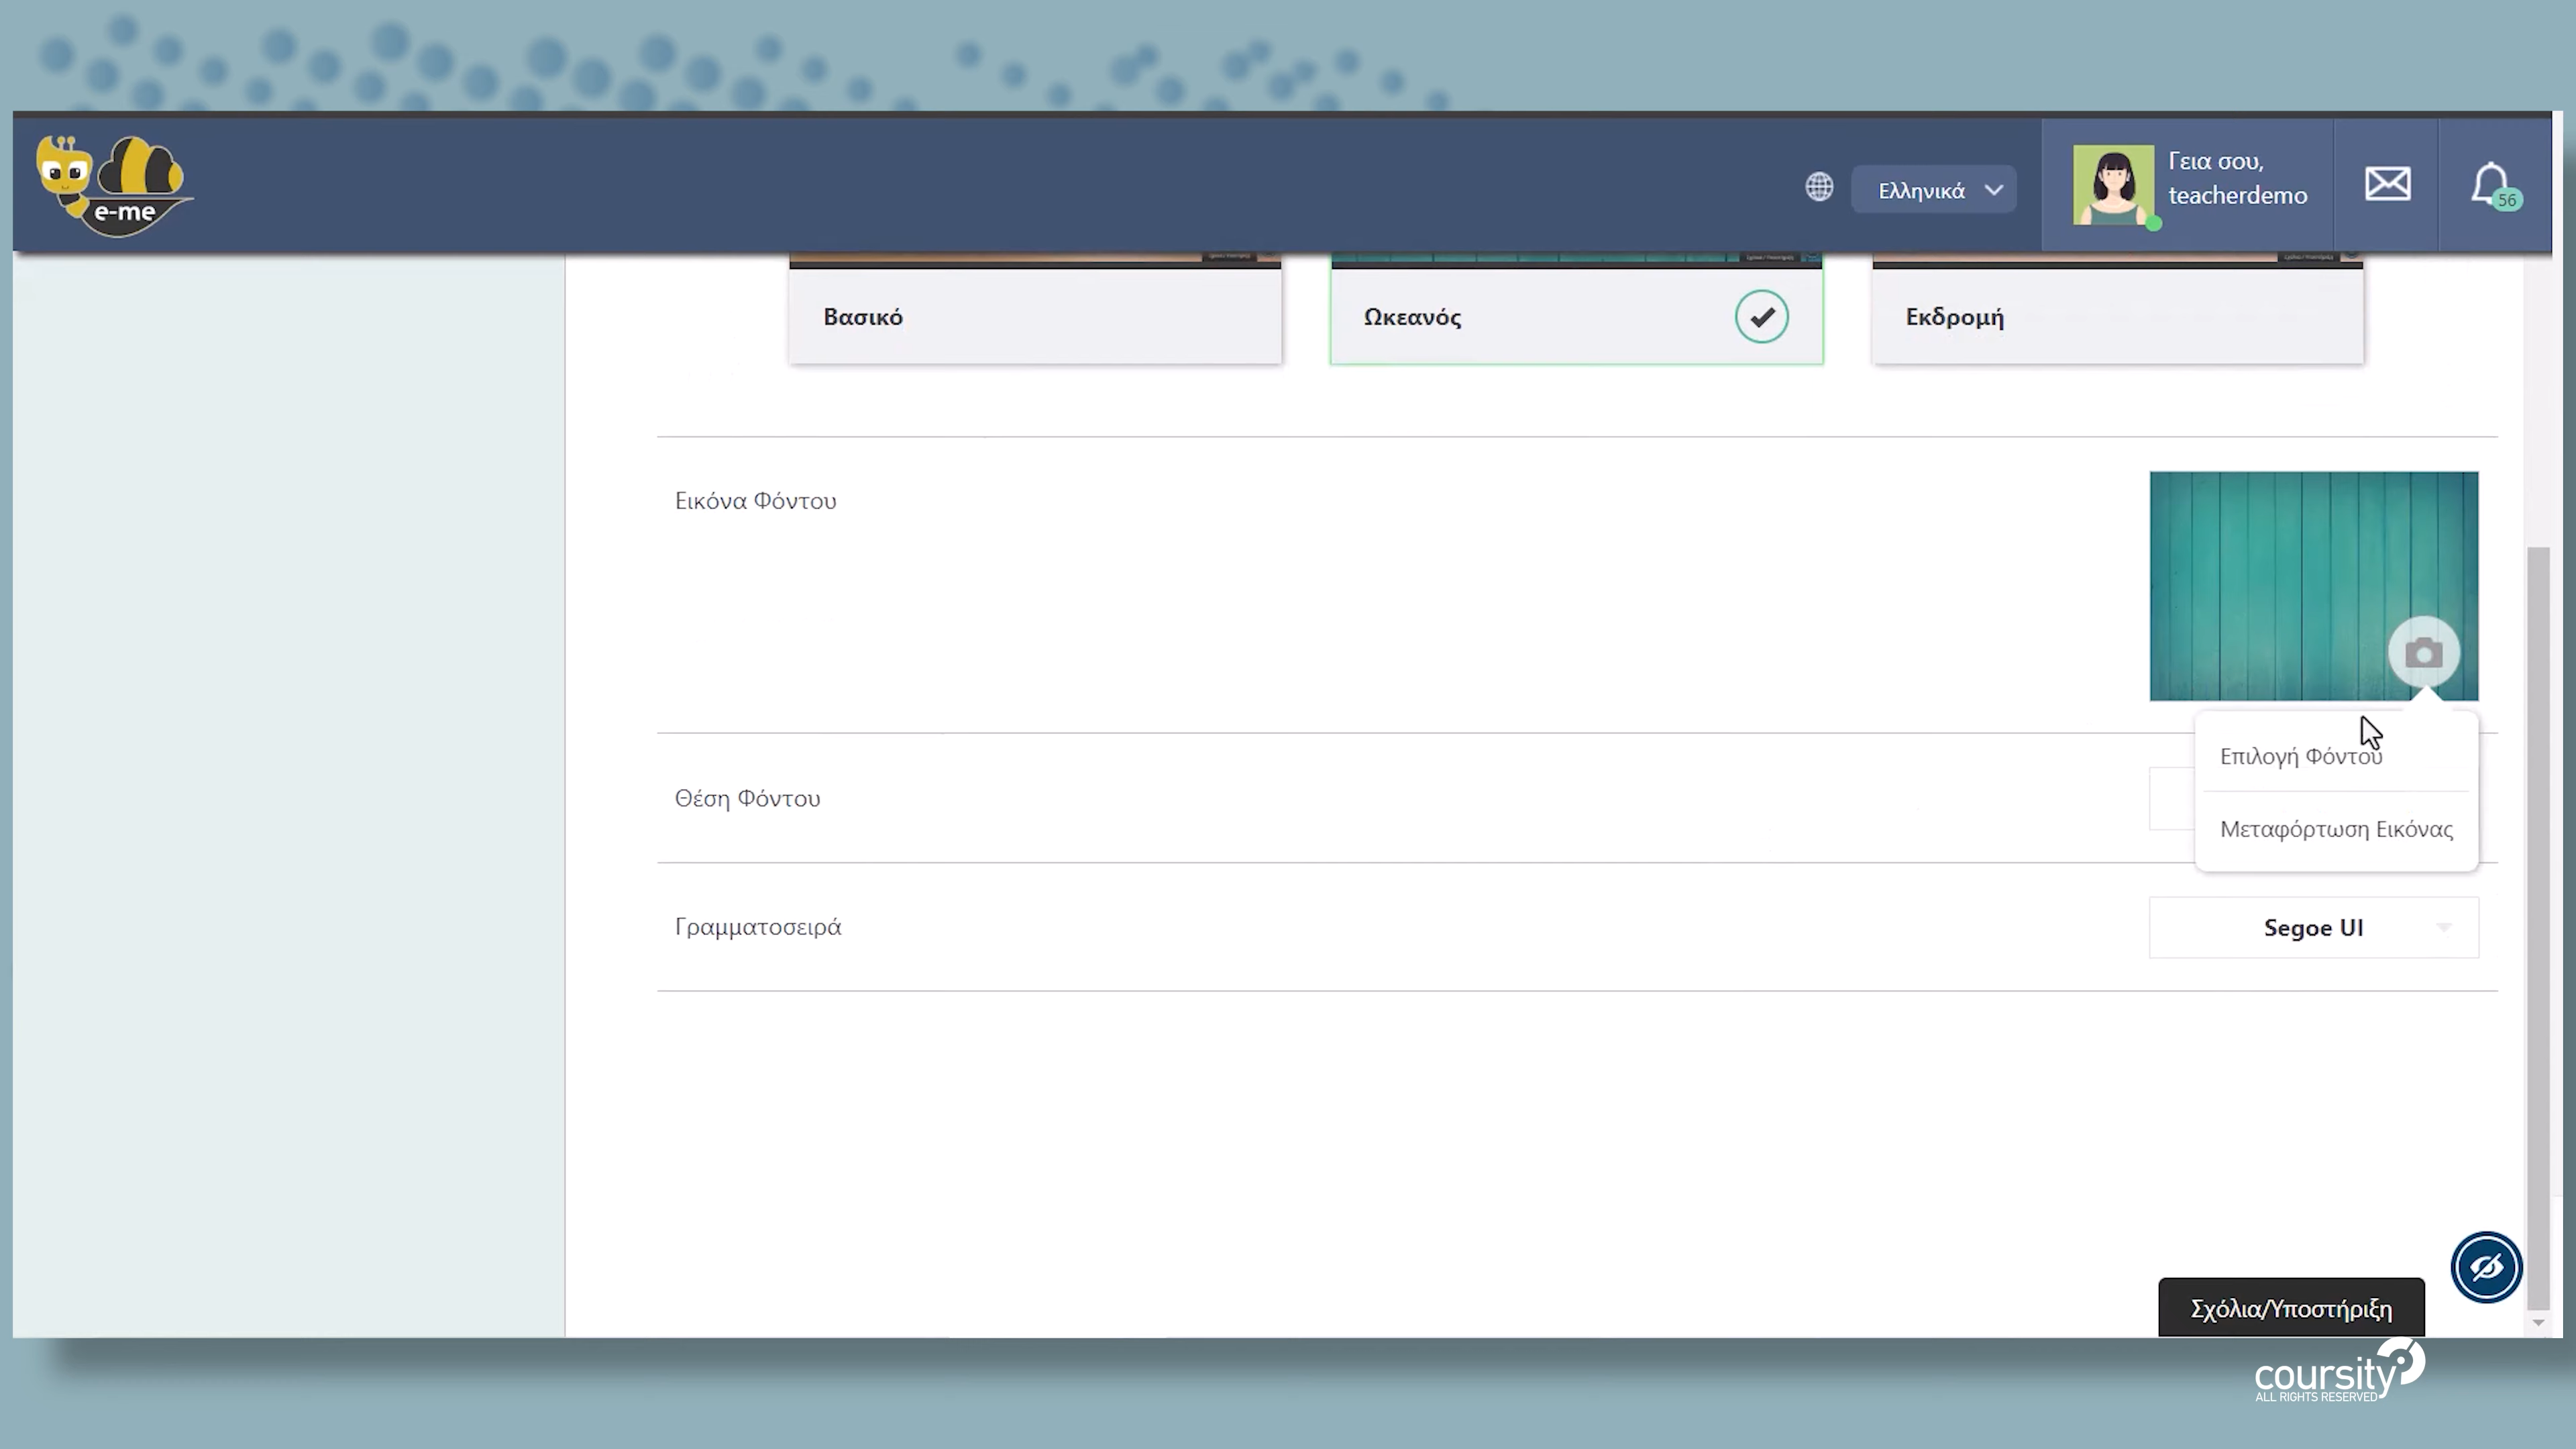 e-me
Ελληνικά
Γεια σου,
teacherdemo
56
Βασικό
Ωκεανός
Εκδρομή
Εικόνα Φόντου
Επιλογή Φόντου
Θέση Φόντου
Μεταφόρτωση Εικόνας
Γραμματοσειρά
Segoe UI
Σχόλια/Υποστήριξη
coursity
ALL RIGHTS RESERVED